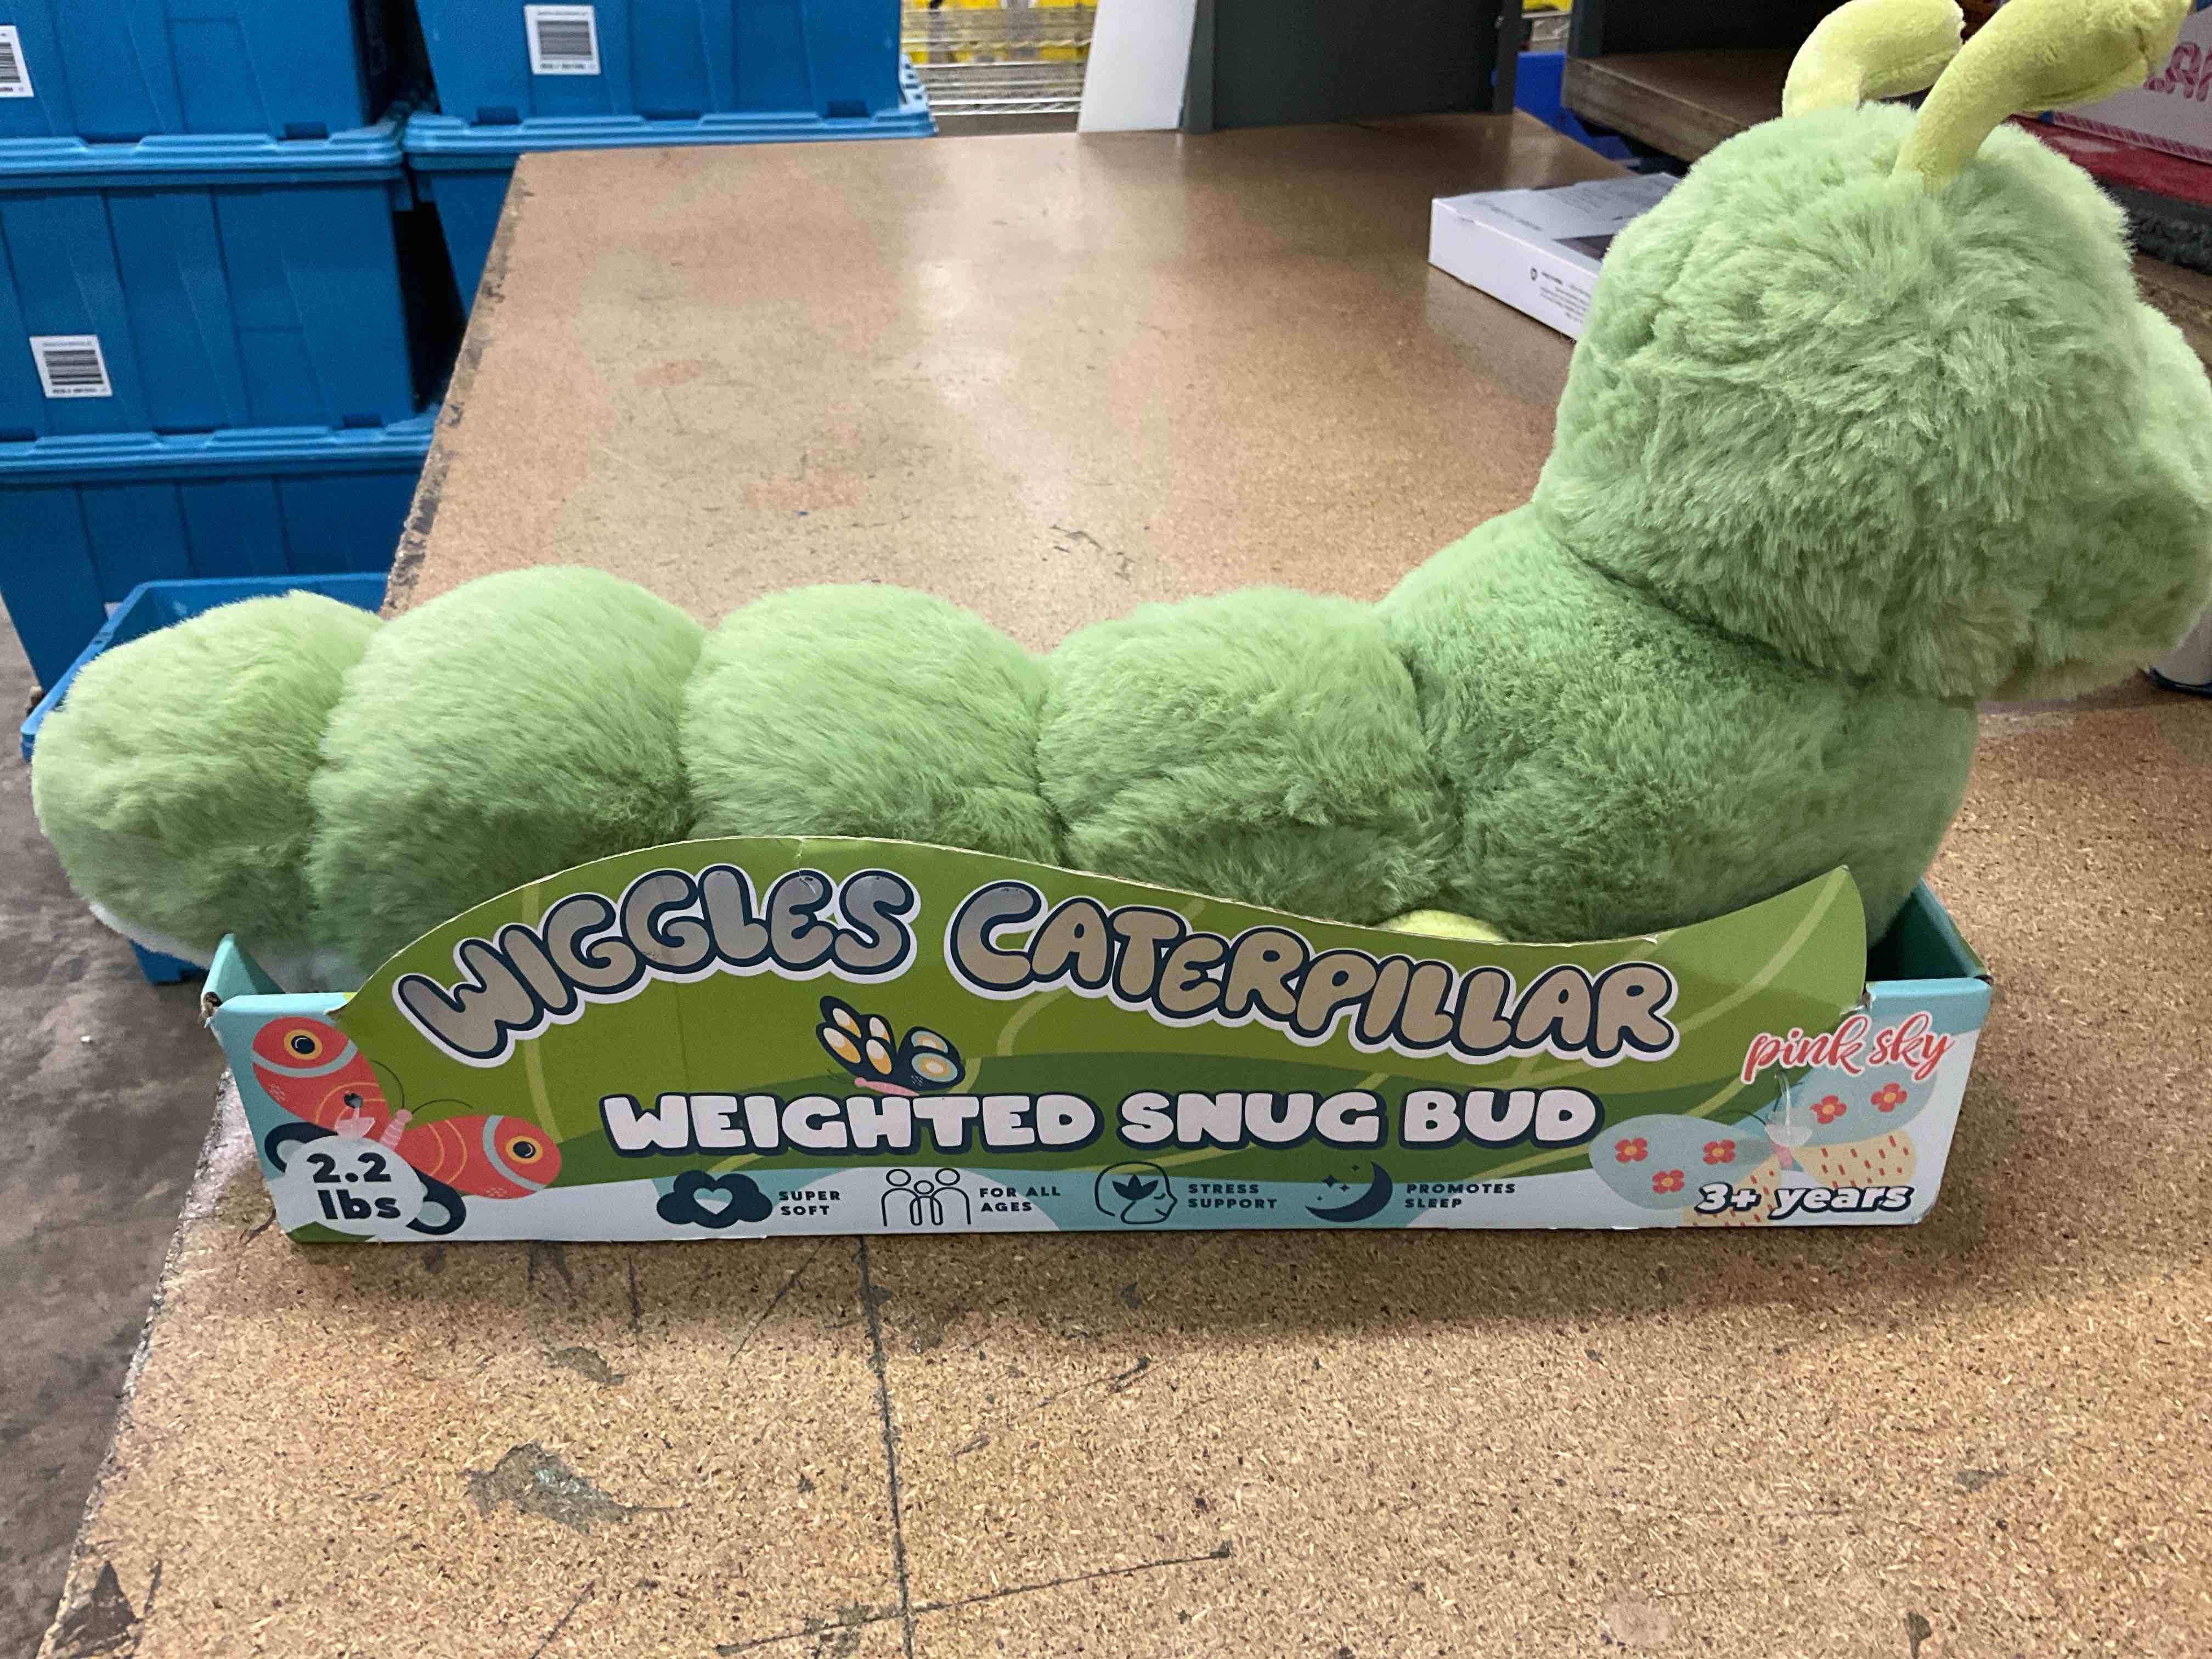 WIGGLES CATERPILLAR
pink sky
WEIGHTED SNUG BUD
2.2
lbs
SUPER
SOFT
FOR ALL
AGES
STRESS
SUPPORT
PROMOTES
SLEEP
3+ years